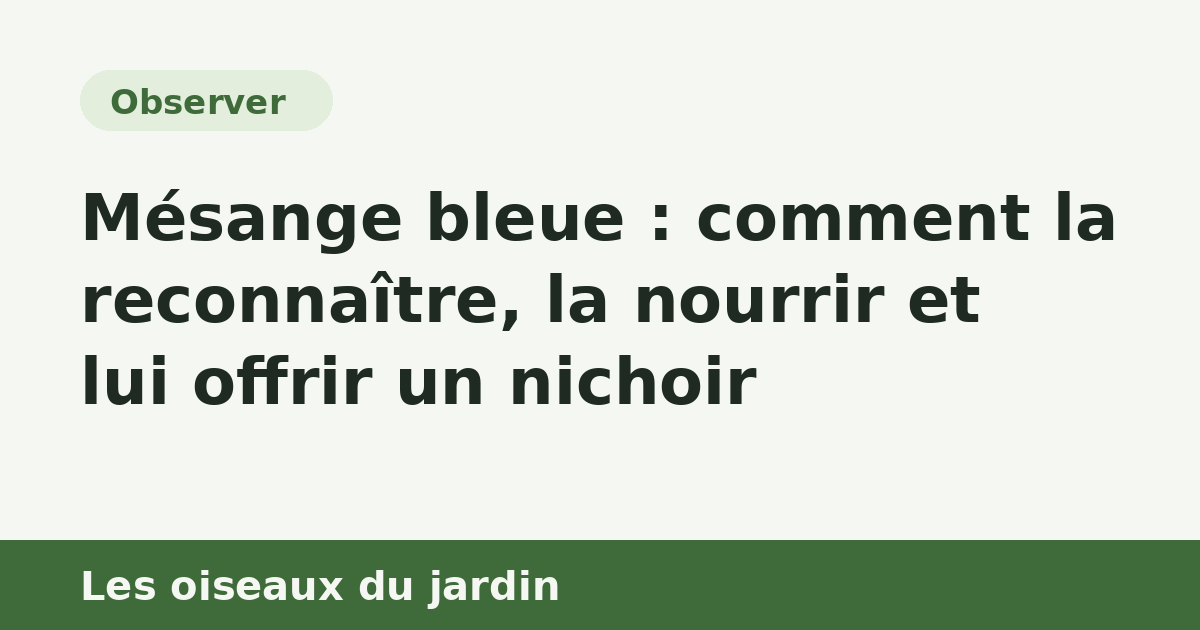 Observer
Mésange bleue : comment la
reconnaître, la nourrir et
lui offrir un nichoir
Les oiseaux du jardin